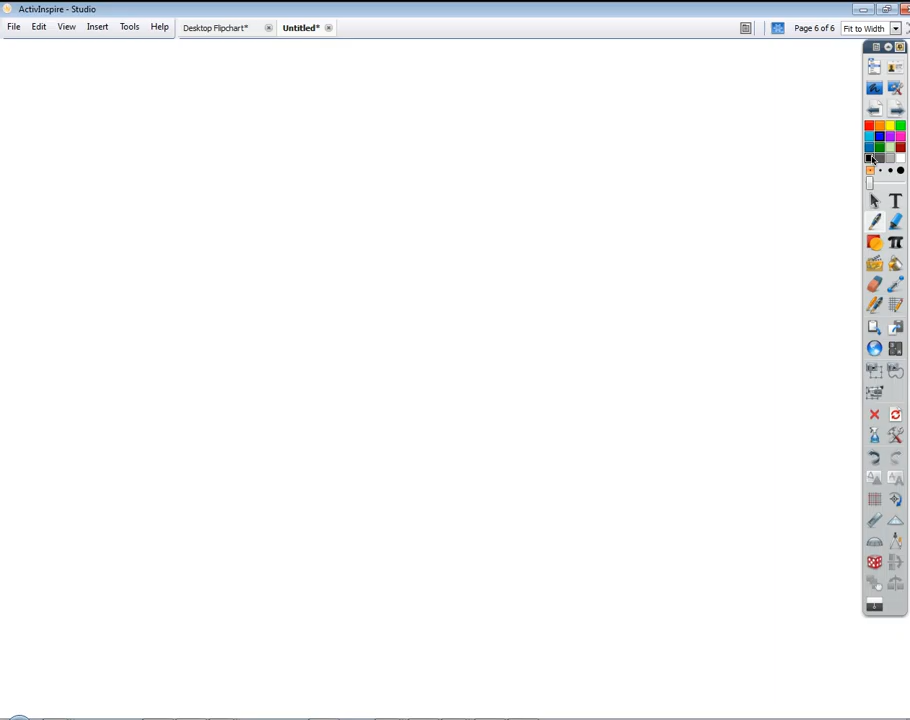 ActivInspire - Studio
File Edit View Insert Tools Help Desktop Flipchart* Untitled* Page 6 of 6 Fit to Width
T